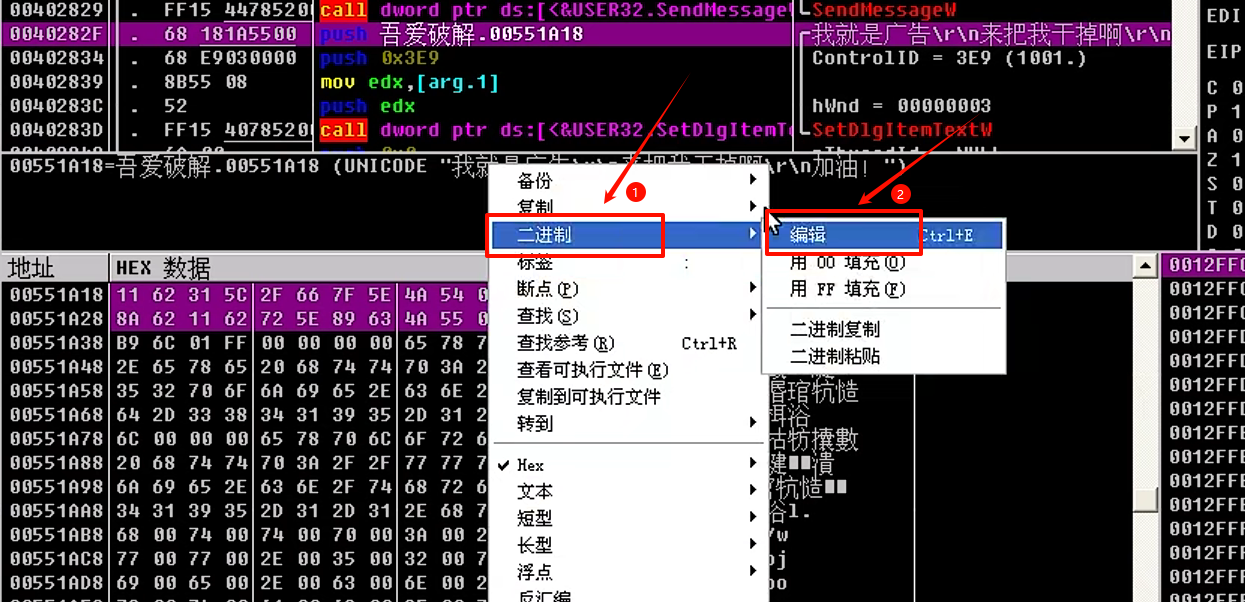 0040282 . FF15 44785200 call dword ptr ds:[<&USER32.SendMessage SendMessageW
0040282F . 68 181A5500 push 吾爱破解.00551A18 我就是广告\r\n来把我干掉啊\r\n
00402834 . 68 E9030000 push 0x3E9 ControlID = 3E9 (1001.)
00402839 . 8B55 08 mov edx,[arg.1]
0040283C . 52 push edx hWnd = 00000003
0040283D . FF15 40785200 call dword ptr ds:[<&USER32.SetDlgItemT SetDlgItemTextW
EDI
EIP
C 0
P 1
A 0
Z 1
S 0
T 0
D 0
00551A18=吾爱破解.00551A18 (UNICODE "我就是广告\r\n来把我干掉啊\r\n加油!")
地址 HEX 数据
00551A18 11 62 31 5C 2F 66 7F 5E 4A 54 0
00551A28 8A 62 11 62 72 5E 89 63 4A 55 0
00551A38 B9 6C 01 FF 00 00 00 00 65 78 7
00551A48 2E 65 78 65 20 68 74 74 70 3A 2
00551A58 35 32 70 6F 6A 69 65 2E 63 6E 2
00551A68 64 2D 33 38 34 31 39 35 2D 31 2
00551A78 6C 00 00 00 65 78 70 6C 6F 72 6
00551A88 20 68 74 74 70 3A 2F 2F 77 77 7
00551A98 6A 69 65 2E 63 6E 2F 74 68 72 6
00551AA8 34 31 39 35 2D 31 2D 31 2E 68 7
00551AB8 68 00 74 00 74 00 70 00 3A 00 2
00551AC8 77 00 77 00 2E 00 35 00 32 00 7
00551AD8 69 00 65 00 2E 00 63 00 6E 00 2
备份
复制
二进制
标签 :
断点(P)
查找(S)
查找参考(R) Ctrl+R
查看可执行文件(E)
复制到可执行文件
转到
Hex
文本
短型
长型
浮点
反汇编
1
2
编辑 Ctrl+E
用 00 填充(O)
用 FF 填充(F)
二进制复制
二进制粘贴
0012FFC
0012FFC
0012FFC
0012FFD
0012FFD
0012FFD
0012FFD
0012FFE
0012FFE
0012FFE
0012FFE
0012FFF
0012FFF
0012FFF